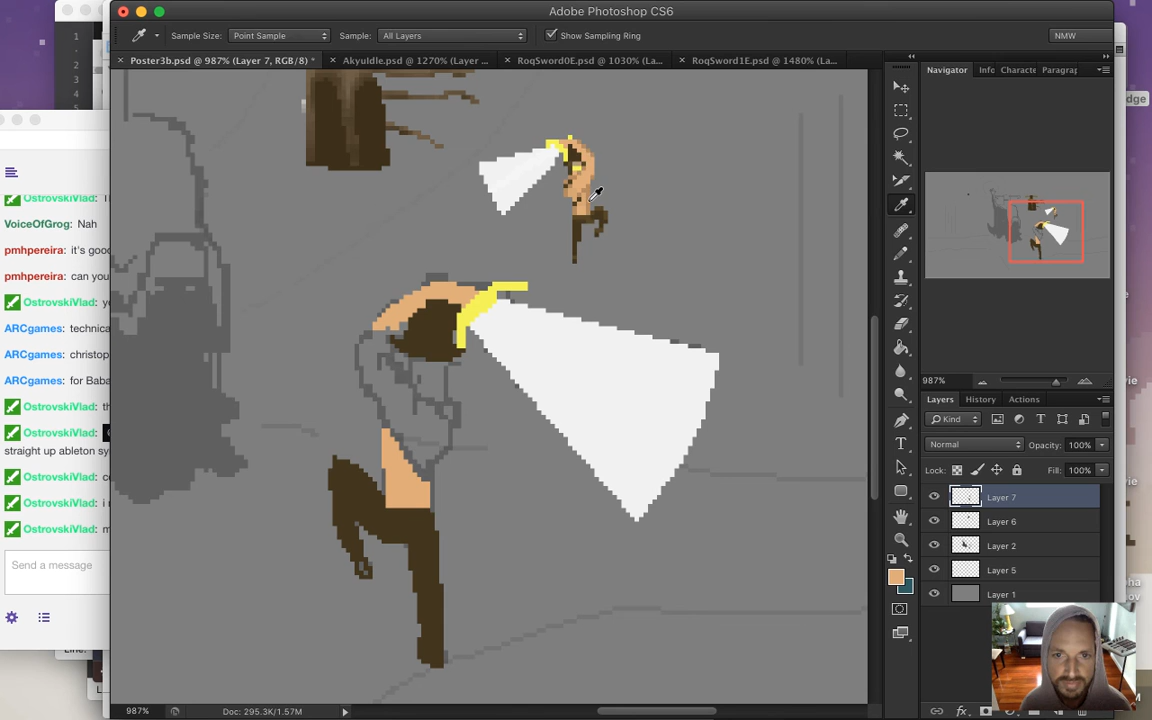 Adobe Photoshop CS6
Sample Size: Point Sample Sample: All Layers Show Sampling Ring NMW
Poster3b.psd @ 987% (Layer 7, RGB/8) * AkyuIdle.psd @ 1270% (Layer ... RoqSword0E.psd @ 1030% (La... RoqSword1E.psd @ 1480% (La...
Navigator Info Characte Paragrap
987%
Layers History Actions
Kind
Normal Opacity: 100%
Lock: Fill: 100%
Layer 7
Layer 6
Layer 2
Layer 5
Layer 1
OstrovskiVlad:
VoiceOfGrog: Nah
pmhpereira: it's good
pmhpereira: can you
OstrovskiVlad:
ARCgames: technica
ARCgames: christop
ARCgames: for Baba
OstrovskiVlad: th
OstrovskiVlad:
straight up ableton sy
OstrovskiVlad:
OstrovskiVlad: i
OstrovskiVlad:
Send a message
987% Doc: 295.3K/1.57M